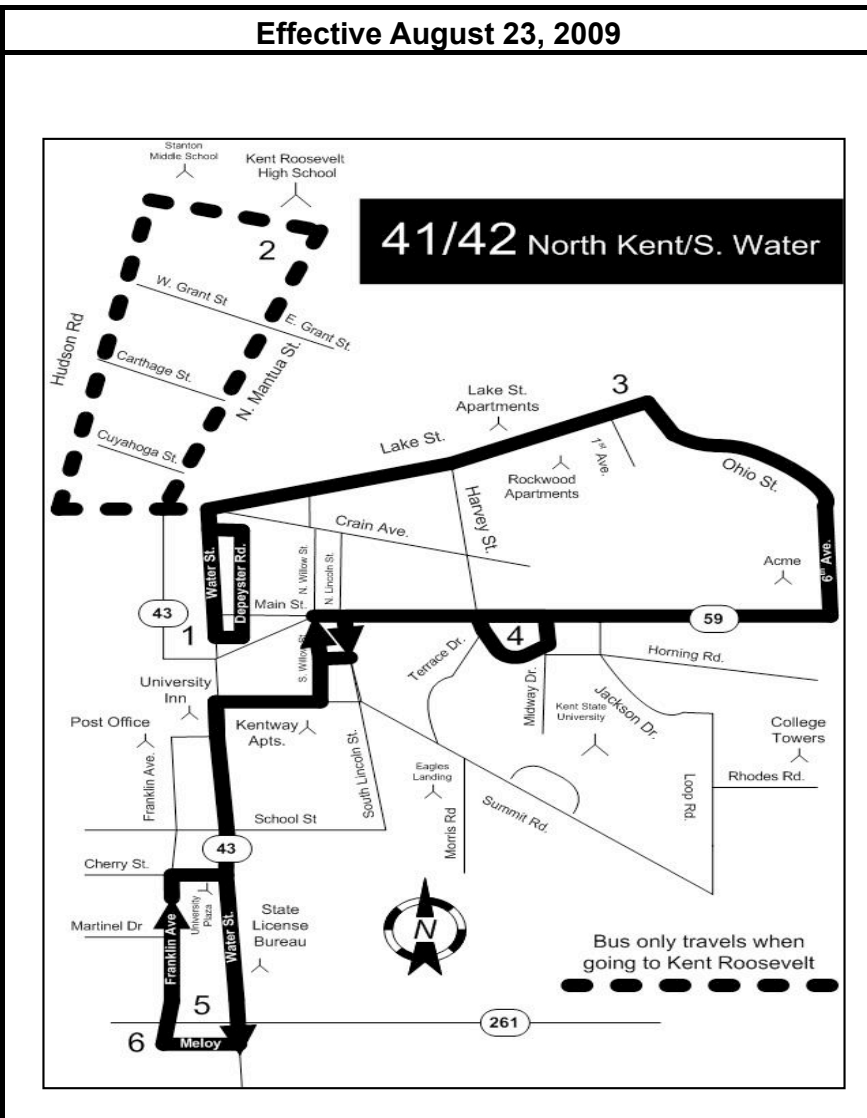 Effective August 23, 2009
Stanton
Middle School
Kent Roosevelt
High School
41/42 North Kent/S. Water
2
W. Grant St
E. Grant St.
Hudson Rd
N. Mantua St.
Carthage St.
Cuyahoga St.
3
Lake St.
Apartments
Lake St.
1st Ave.
Rockwood
Apartments
Ohio St.
Harvey St.
Crain Ave.
Water St.
Depeyster Rd.
N. Willow St.
N. Lincoln St.
Acme
6th Ave.
43
Main St.
59
1
4
S. Willow St.
Terrace Dr.
Midway Dr.
Horning Rd.
University
Inn
Kent State
University
Jackson Dr.
Post Office
Kentway
Apts.
College
Towers
Franklin Ave.
South Lincoln St.
Eagles
Landing
Rhodes Rd.
Loop Rd.
Summit Rd.
Morris Rd
School St
43
Cherry St.
University
Plaza
Martinel Dr
Franklin Ave
Water St.
State
License
Bureau
N
Bus only travels when
going to Kent Roosevelt
5
261
6
Meloy